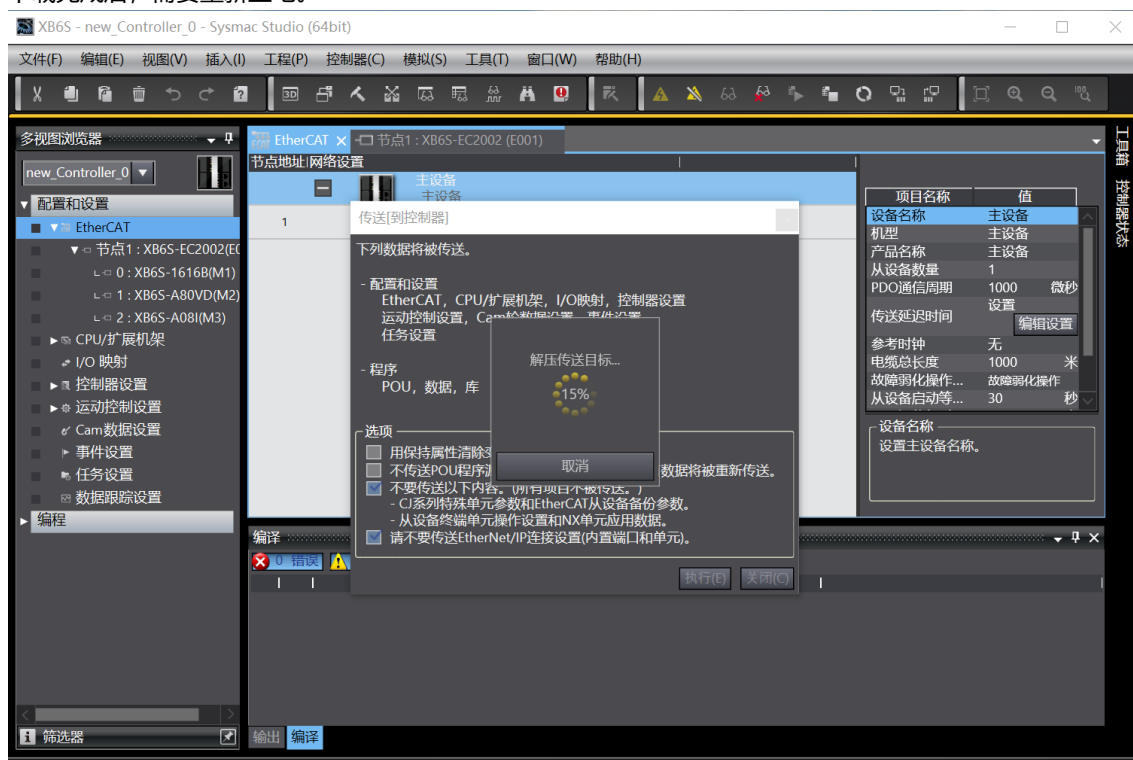 XB6S - new_Controller_0 - Sysmac Studio (64bit)
文件(F) 编辑(E) 视图(V) 插入(I) 工程(P) 控制器(C) 模拟(S) 工具(T) 窗口(W) 帮助(H)
多视图浏览器
new_Controller_0
配置和设置
EtherCAT
节点1 : XB6S-EC2002(E0
0 : XB6S-1616B(M1)
1 : XB6S-A80VD(M2)
2 : XB6S-A08I(M3)
CPU/扩展机架
I/O 映射
控制器设置
运动控制设置
Cam数据设置
事件设置
任务设置
数据跟踪设置
编程
筛选器
EtherCAT 节点1 : XB6S-EC2002 (E001)
节点地址 网络设置
主设备
主设备
1
传送[到控制器]
下列数据将被传送。
- 配置和设置
EtherCAT, CPU/扩展机架, I/O映射, 控制器设置
运动控制设置, Cam
任务设置
- 程序
POU, 数据, 库
解压传送目标...
15%
取消
选项
用保持属性清除
不传送POU程序 数据将被重新传送。
不要传送以下内容。(所有项目不被传送。)
- CJ系列特殊单元参数和EtherCAT从设备备份参数。
- 从设备终端单元操作设置和NX单元应用数据。
请不要传送EtherNet/IP连接设置(内置端口和单元)。
执行(E) 关闭(C)
项目名称 值
设备名称 主设备
机型 主设备
产品名称 主设备
从设备数量 1
PDO通信周期 1000 微秒
传送延迟时间 设置
编辑设置
参考时钟 无
电缆总长度 1000 米
故障弱化操作... 故障弱化操作
从设备启动等... 30 秒
设备名称
设置主设备名称。
编译
0 错误
输出 编译
工具箱
控制器状态